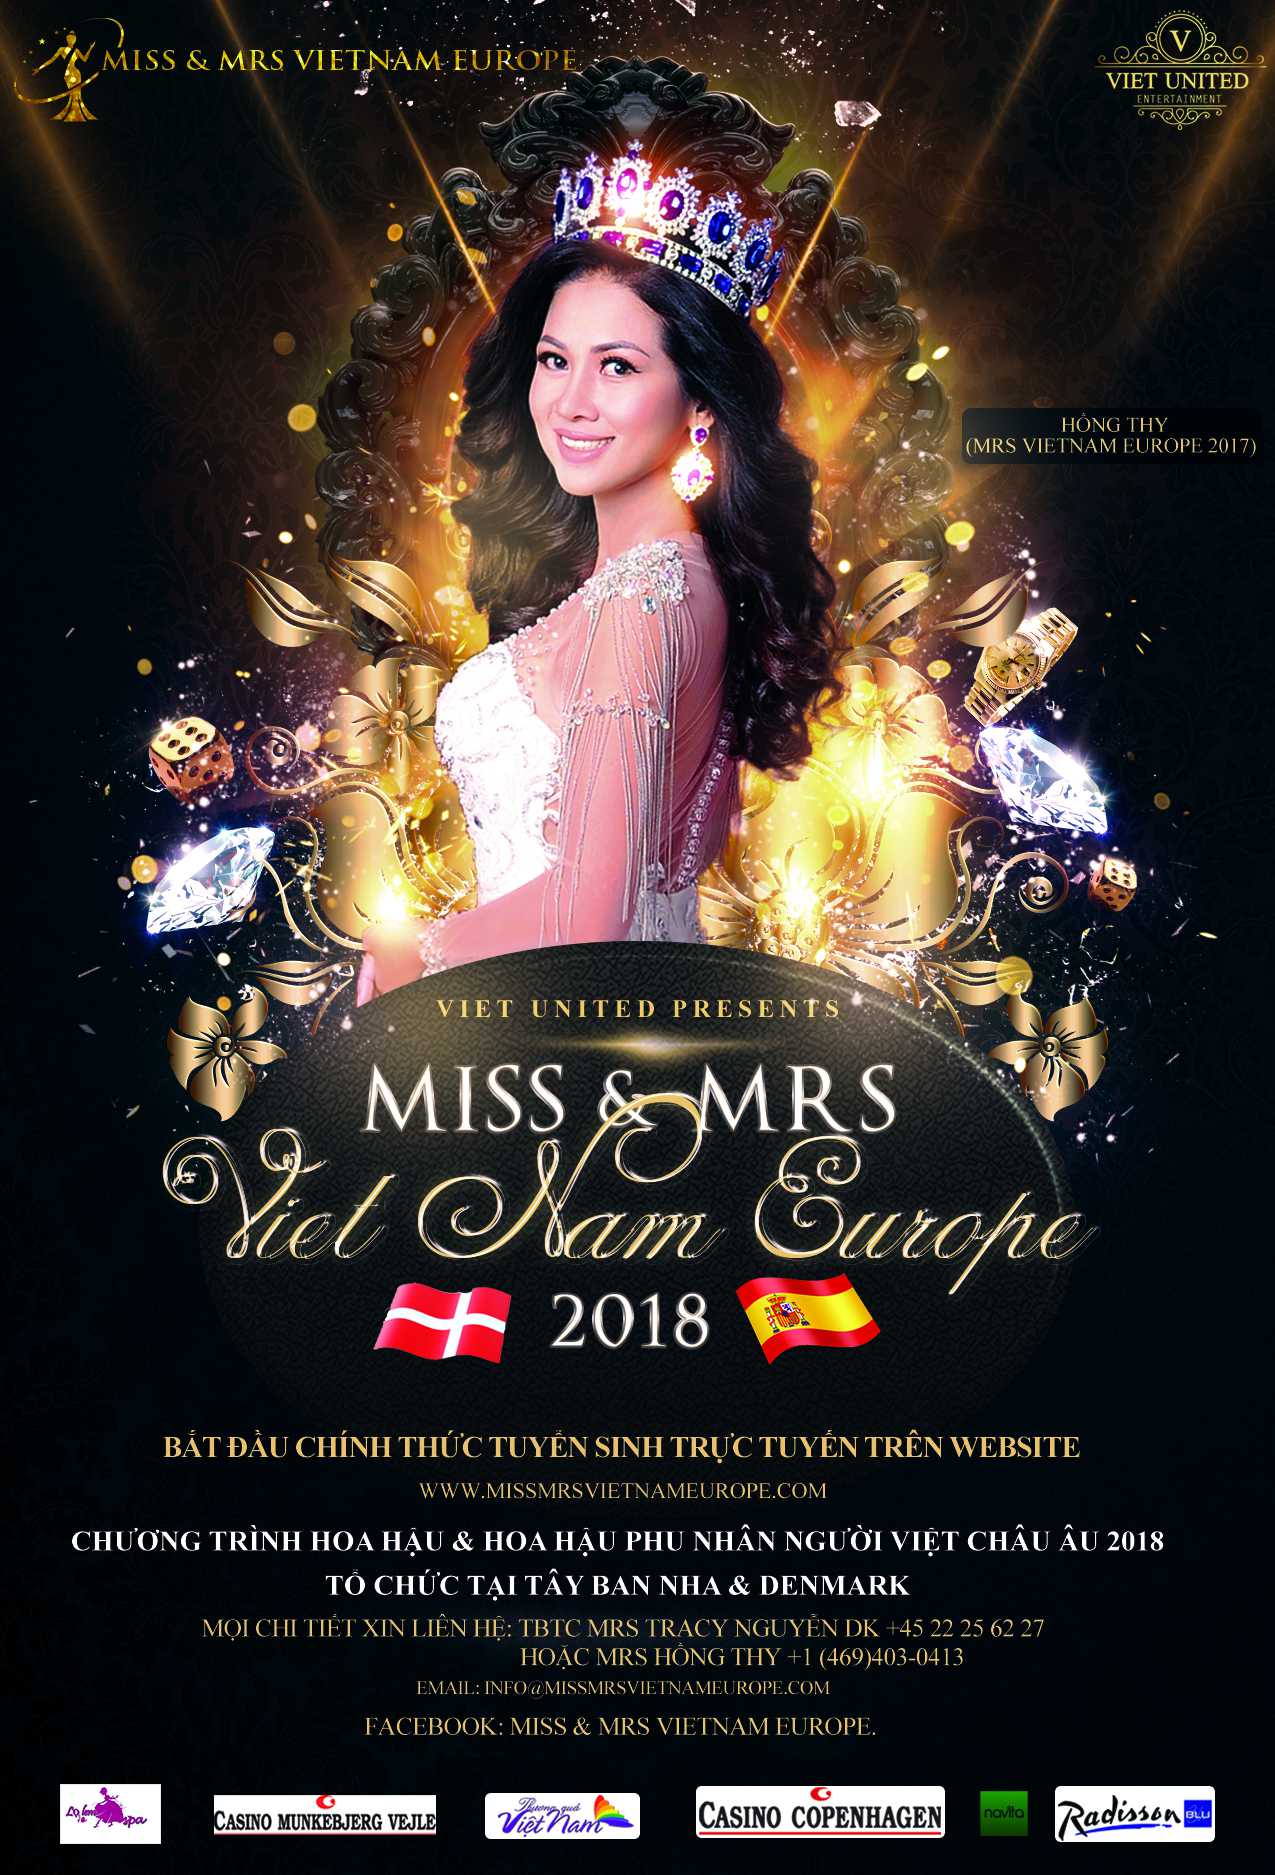 MISS & MRS VIETNAM EUROPE
V
VIET UNITED
ENTERTAINMENT
HỒNG THY
(MRS VIETNAM EUROPE 2017)
VIET UNITED PRESENTS
MISS & MRS
Viet Nam Europe
2018
BẮT ĐẦU CHÍNH THỨC TUYỂN SINH TRỰC TUYẾN TRÊN WEBSITE
WWW.MISSMRSVIETNAMEUROPE.COM
CHƯƠNG TRÌNH HOA HẬU & HOA HẬU PHU NHÂN NGƯỜI VIỆT CHÂU ÂU 2018
TỔ CHỨC TẠI TÂY BAN NHA & DENMARK
MỌI CHI TIẾT XIN LIÊN HỆ: TBTC MRS TRACY NGUYỄN DK +45 22 25 62 27
HOẶC MRS HỒNG THY +1 (469)403-0413
EMAIL: INFO@MISSMRSVIETNAMEUROPE.COM
FACEBOOK: MISS & MRS VIETNAM EUROPE.
spa
CASINO MUNKEBJERG VEJLE
Thương quá
Việt Nam
CASINO COPENHAGEN
navita
Radisson BLU